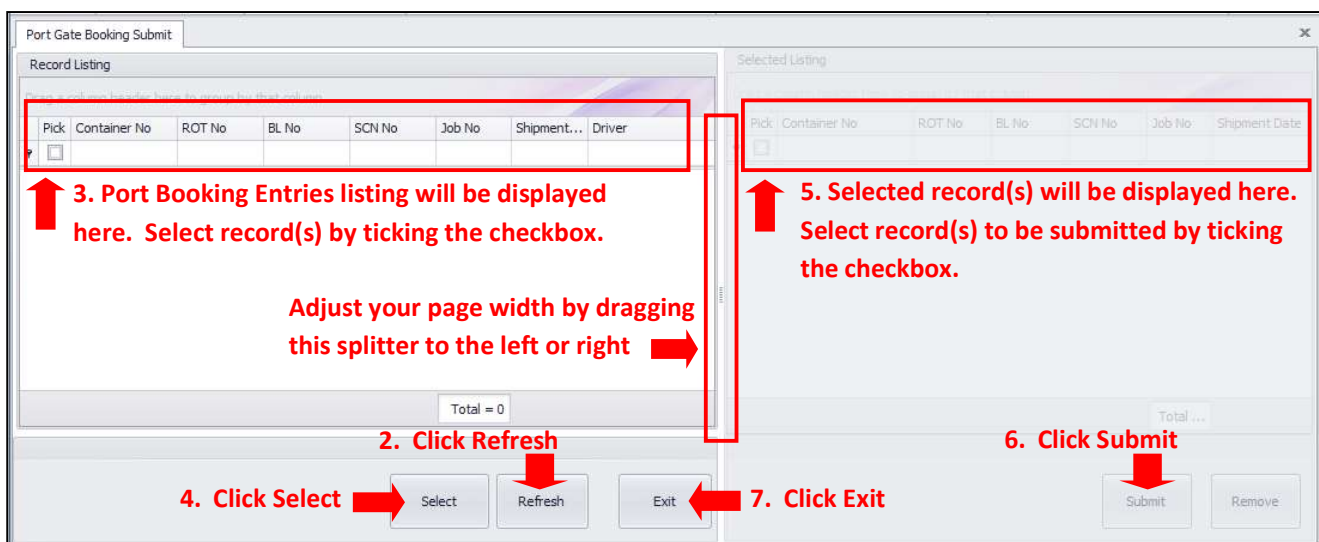 Port Gate Booking Submit
Record Listing
Drag a column header here to group by that column
Pick Container No ROT No BL No SCN No Job No Shipment... Driver
3. Port Booking Entries listing will be displayed
here. Select record(s) by ticking the checkbox.
Adjust your page width by dragging
this splitter to the left or right
Total = 0
2. Click Refresh
4. Click Select
Select
Refresh
Exit
7. Click Exit
Selected Listing
Pick Container No ROT No BL No SCN No Job No Shipment Date
5. Selected record(s) will be displayed here.
Select record(s) to be submitted by ticking
the checkbox.
Total ...
6. Click Submit
Submit
Remove